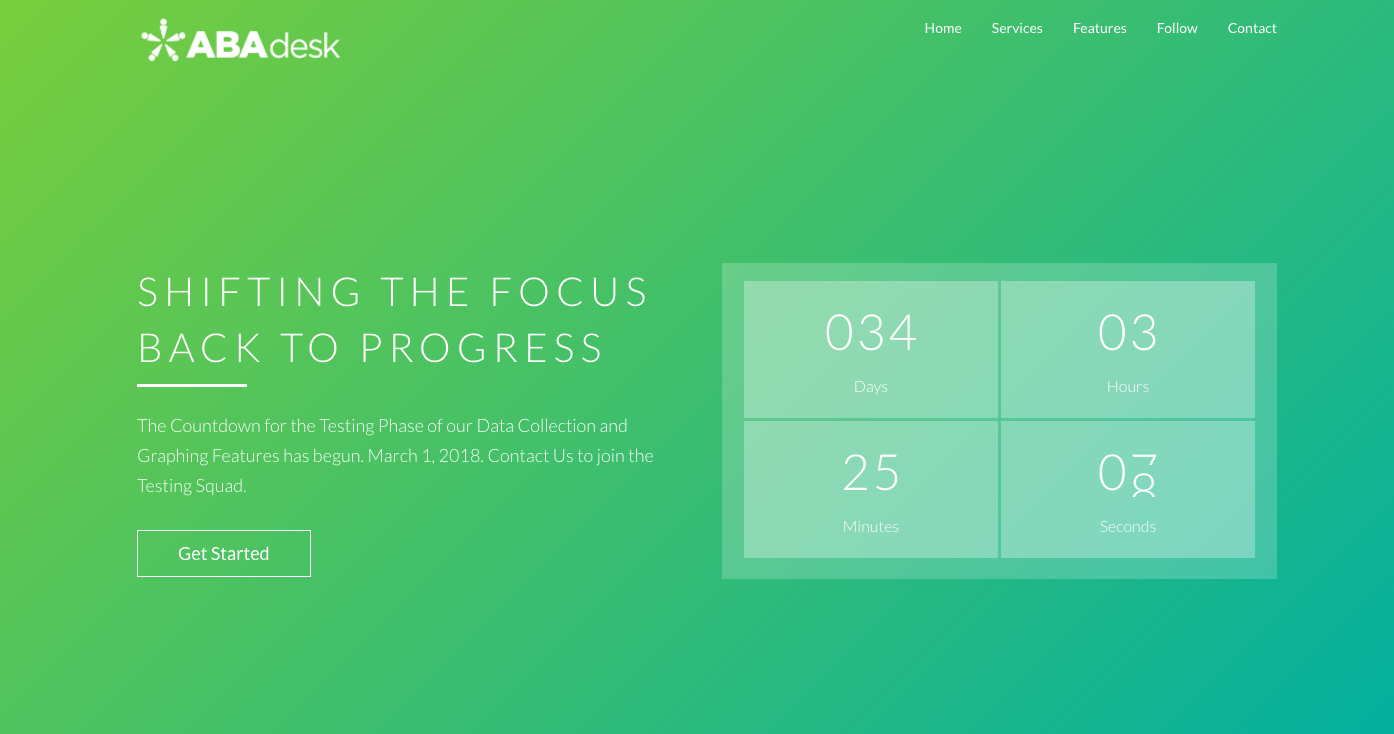 ABAdesk
Home Services Features Follow Contact
SHIFTING THE FOCUS
BACK TO PROGRESS
The Countdown for the Testing Phase of our Data Collection and
Graphing Features has begun. March 1, 2018. Contact Us to join the
Testing Squad.
Get Started
034 03
Days Hours
25 0
Minutes Seconds